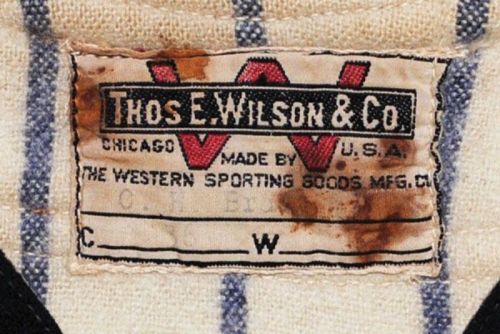 W
THOS E. WILSON & CO.
CHICAGO MADE BY U.S.A.
THE WESTERN SPORTING GOODS MFG. CO
C W